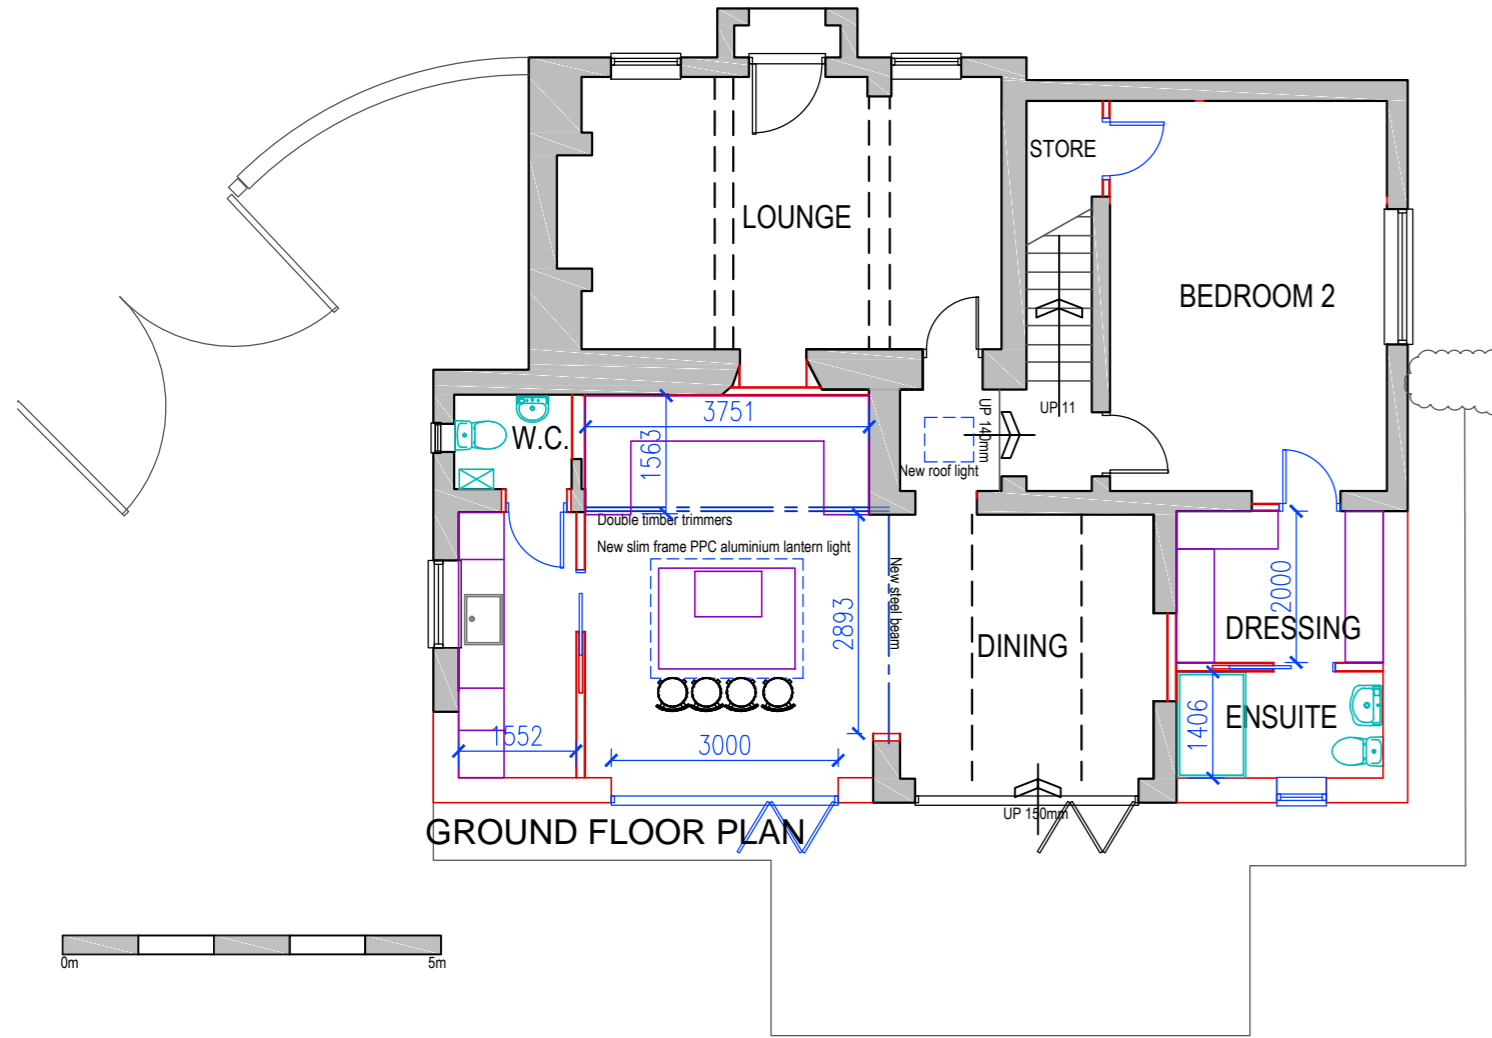 STORE
LOUNGE
BEDROOM 2
3751
1563
W.C.
UP 140mm
UP 11
New roof light
Double timber trimmers
New slim frame PPC aluminium lantern light
New steel beam
2893
2000
DINING
DRESSING
1406
ENSUITE
1552
3000
UP 150mm
GROUND FLOOR PLAN
0m
5m